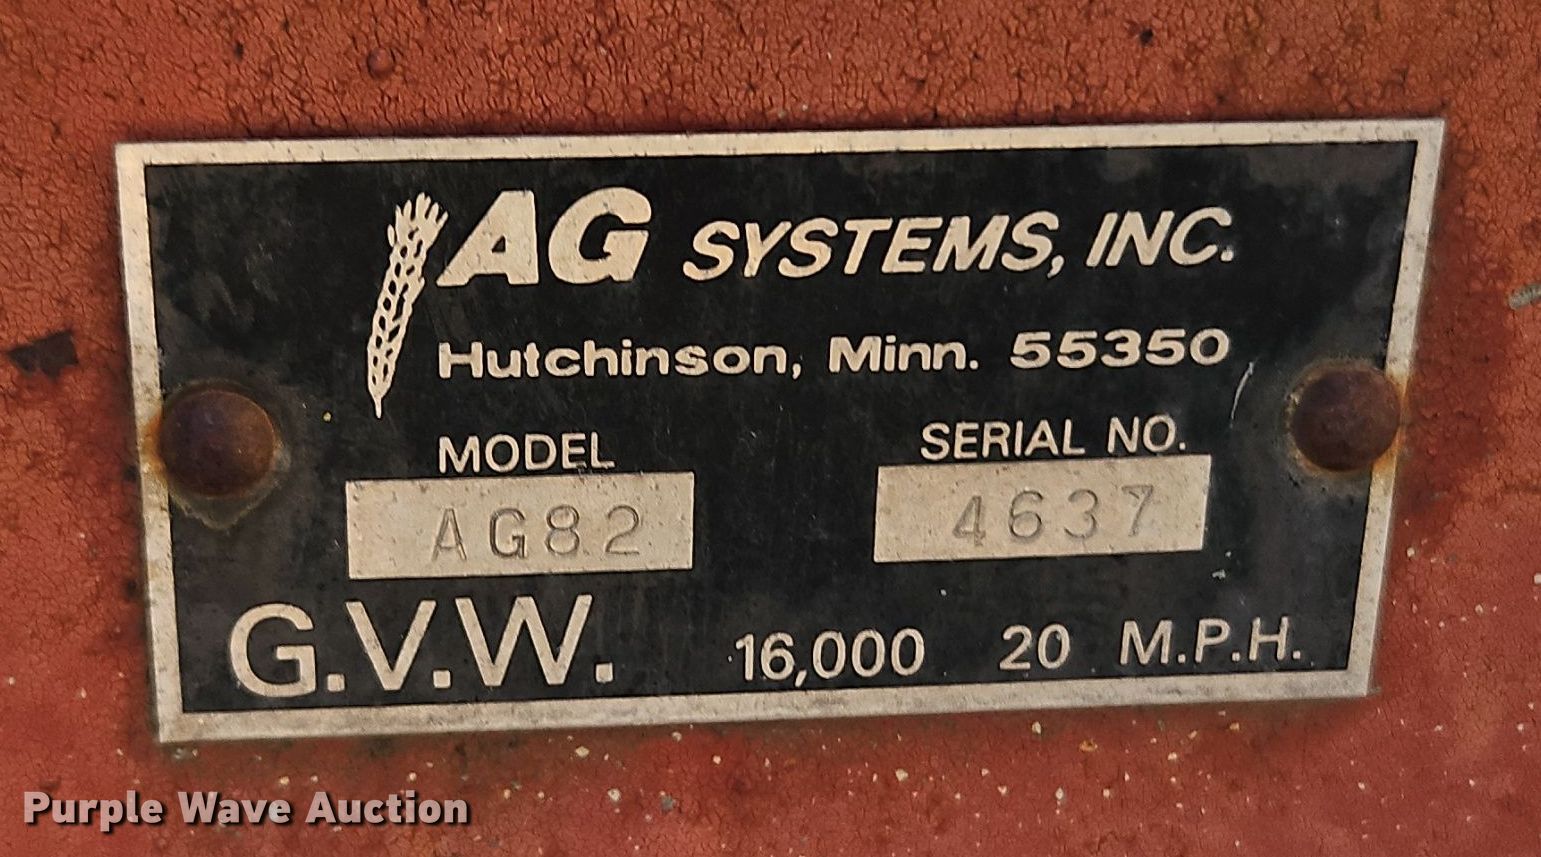 AG SYSTEMS, INC.
Hutchinson, Minn. 55350
MODEL SERIAL NO.
AG82 4637
G.V.W. 16,000 20 M.P.H.
Purple Wave Auction